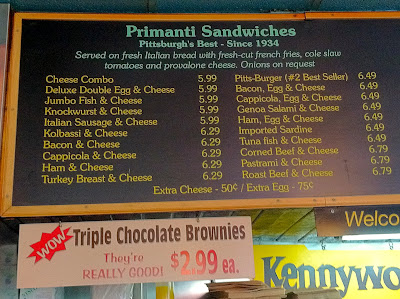 Primanti Sandwiches
Pittsburgh's Best - Since 1934
Served on fresh Italian bread with fresh-cut french fries, cole slaw
tomatoes and provalone cheese. Onions on request
Cheese Combo 5.99
Deluxe Double Egg & Cheese 5.99
Jumbo Fish & Cheese 5.99
Knockwurst & Cheese 5.99
Italian Sausage & Cheese 5.99
Kolbassi & Cheese 6.29
Bacon & Cheese 6.29
Cappicola & Cheese 6.29
Ham & Cheese 6.29
Turkey Breast & Cheese 6.29
Pitts-Burger (#2 Best Seller) 6.49
Bacon, Egg & Cheese 6.49
Cappicola, Egg & Cheese 6.49
Genoa Salami & Cheese 6.49
Ham, Egg & Cheese 6.49
Imported Sardine 6.49
Tuna fish & Cheese 6.49
Corned Beef & Cheese 6.79
Pastrami & Cheese 6.79
Roast Beef & Cheese 6.79
Extra Cheese - 50¢ / Extra Egg - 75¢
WOW Triple Chocolate Brownies
They're
REALLY GOOD! $2.99 ea.
Welco
Kennywo